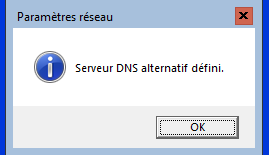 Paramètres réseau
Serveur DNS alternatif défini.
OK